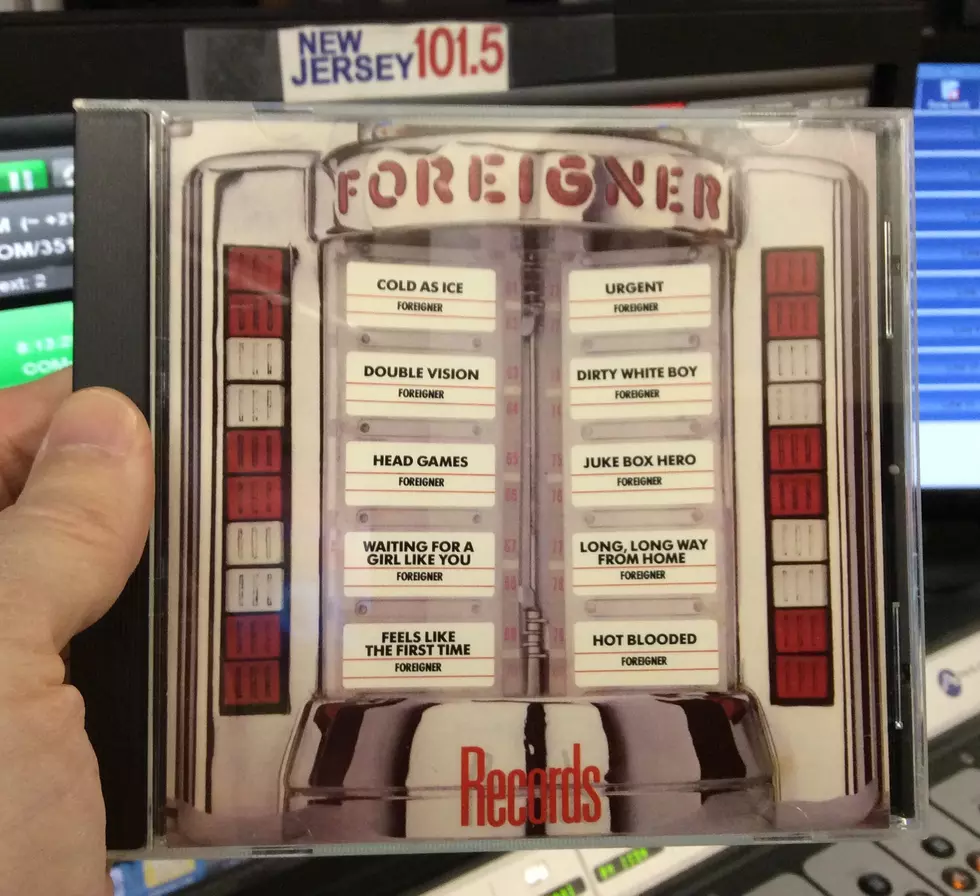 NEW
JERSEY 101.5
FOREIGNER
COLD AS ICE
FOREIGNER
DOUBLE VISION
FOREIGNER
HEAD GAMES
FOREIGNER
WAITING FOR A
GIRL LIKE YOU
FOREIGNER
FEELS LIKE
THE FIRST TIME
FOREIGNER
URGENT
FOREIGNER
DIRTY WHITE BOY
FOREIGNER
JUKE BOX HERO
FOREIGNER
LONG, LONG WAY
FROM HOME
FOREIGNER
HOT BLOODED
FOREIGNER
Records